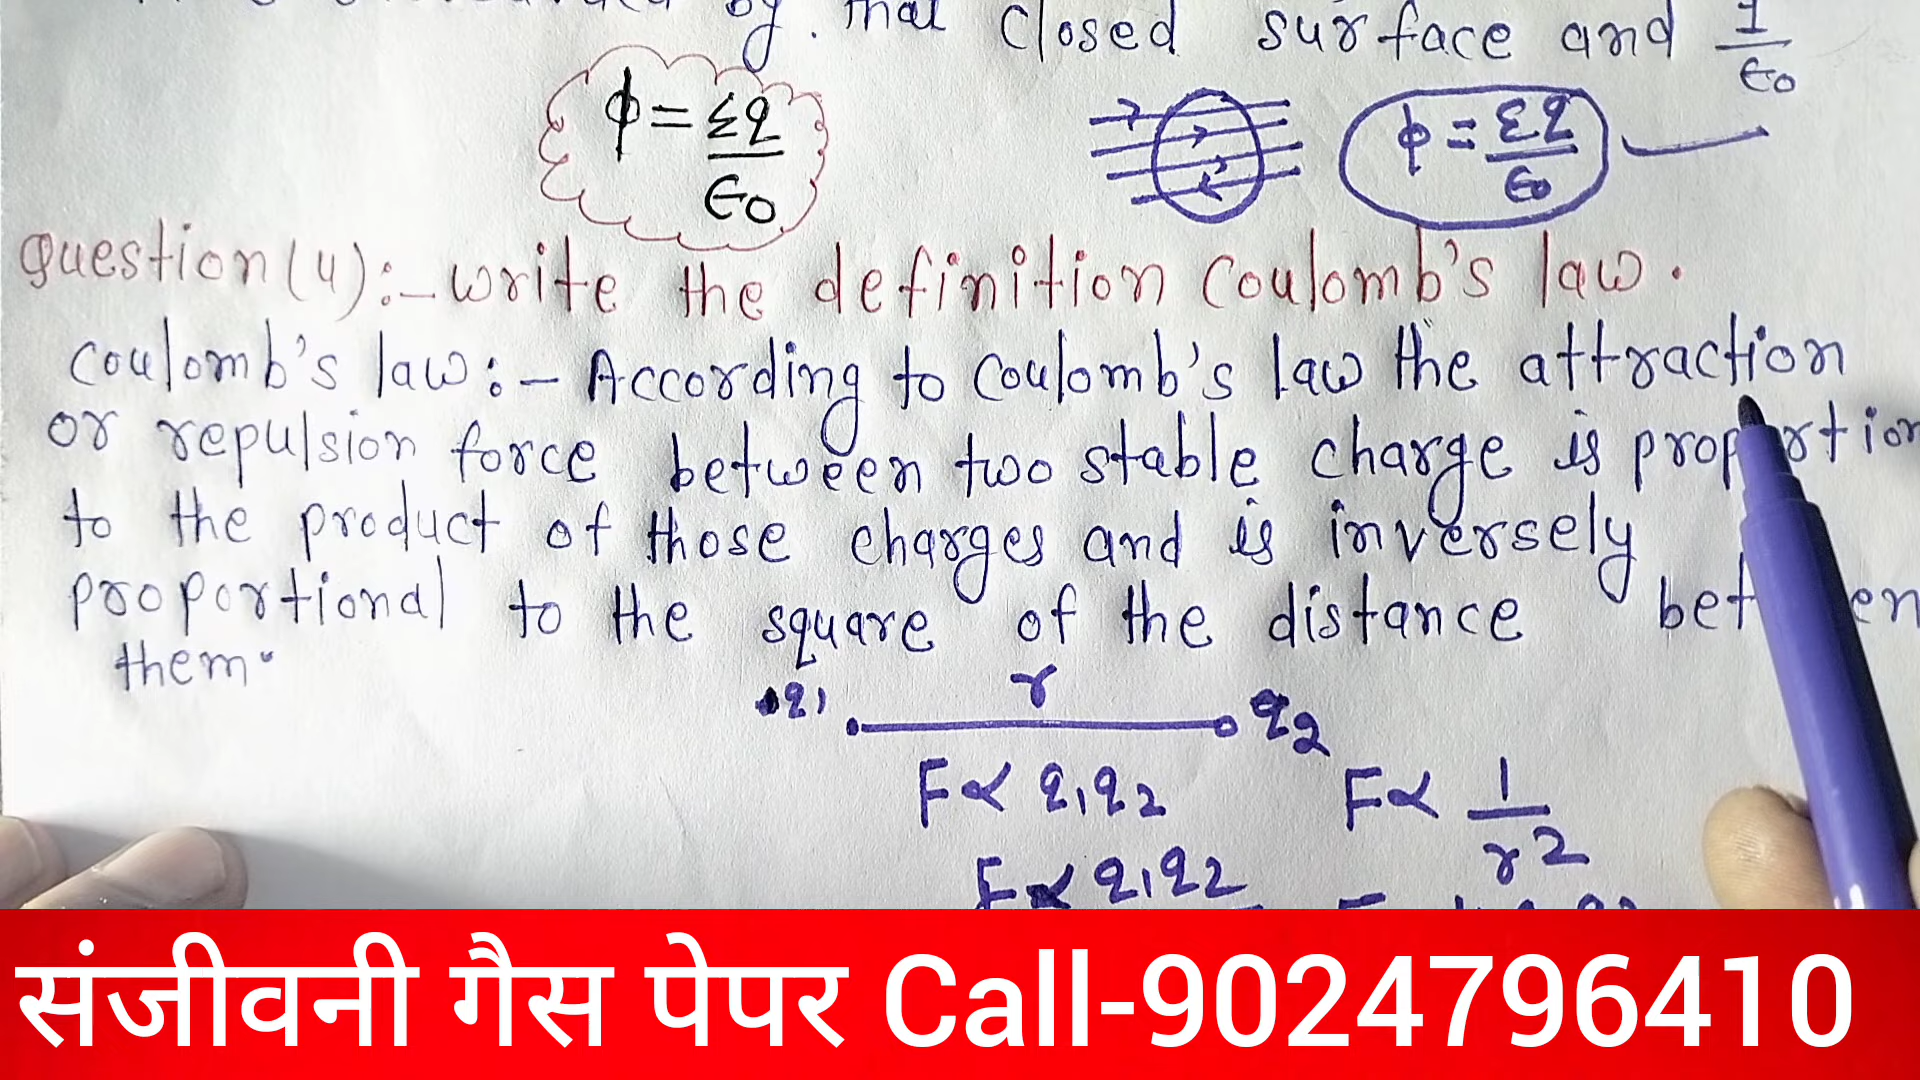 by that closed surface and 1/ϵ0
ϕ = Σq/ϵ0
ϕ = Σq/ϵ0
Question (4):- write the definition Coulomb's law.
Coulomb's law:- According to Coulomb's law the attraction
or repulsion force between two stable charge is
to the product of those charges and is inversely
proportional to the square of the distance
them.
q1 r q2
F ∝ q1q2 F ∝ 1/r2
F ∝ q1q2
संजीवनी गैस पेपर Call-9024796410